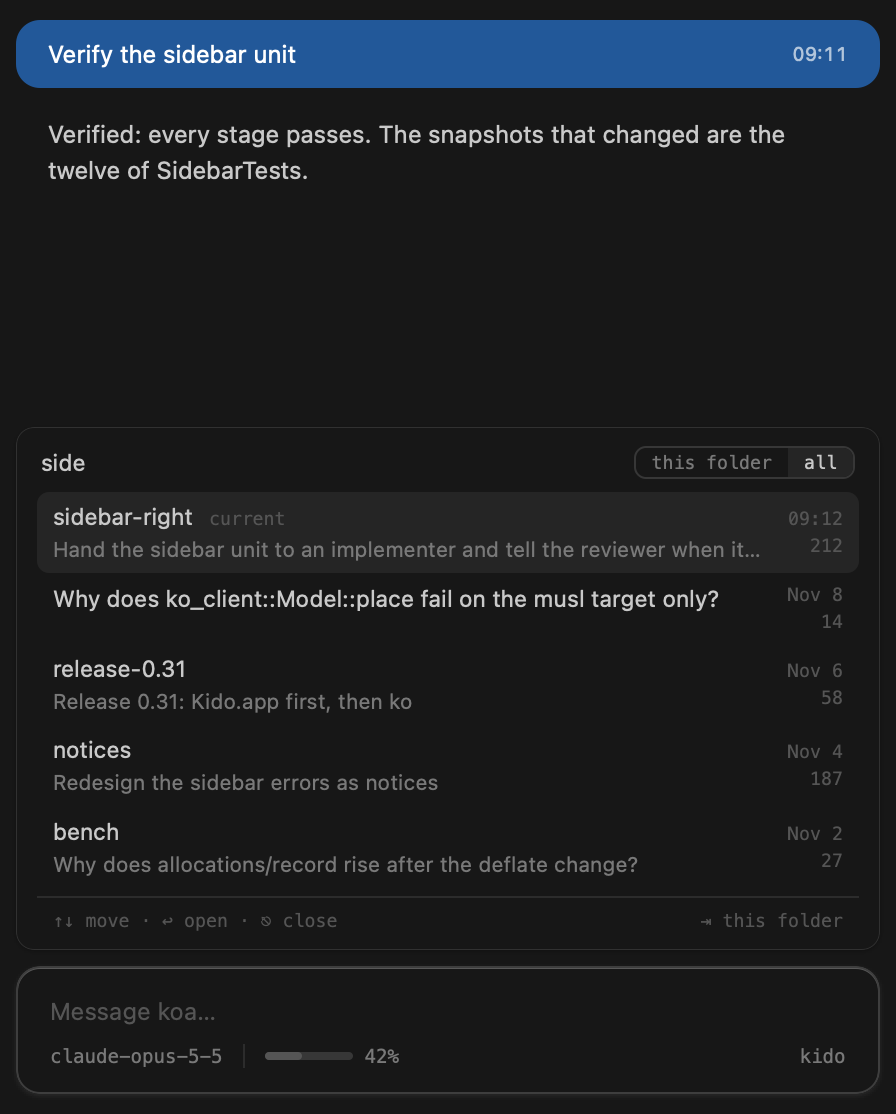 Verify the sidebar unit 09:11
Verified: every stage passes. The snapshots that changed are the
twelve of SidebarTests.
side this folder all
sidebar-right current 09:12
Hand the sidebar unit to an implementer and tell the reviewer when it… 212
Why does ko_client::Model::place fail on the musl target only? Nov 8
14
release-0.31 Nov 6
Release 0.31: Kido.app first, then ko 58
notices Nov 4
Redesign the sidebar errors as notices 187
bench Nov 2
Why does allocations/record rise after the deflate change? 27
↑↓ move · ↩ open · ⎋ close ⇥ this folder
Message koa…
claude-opus-5-5 42% kido